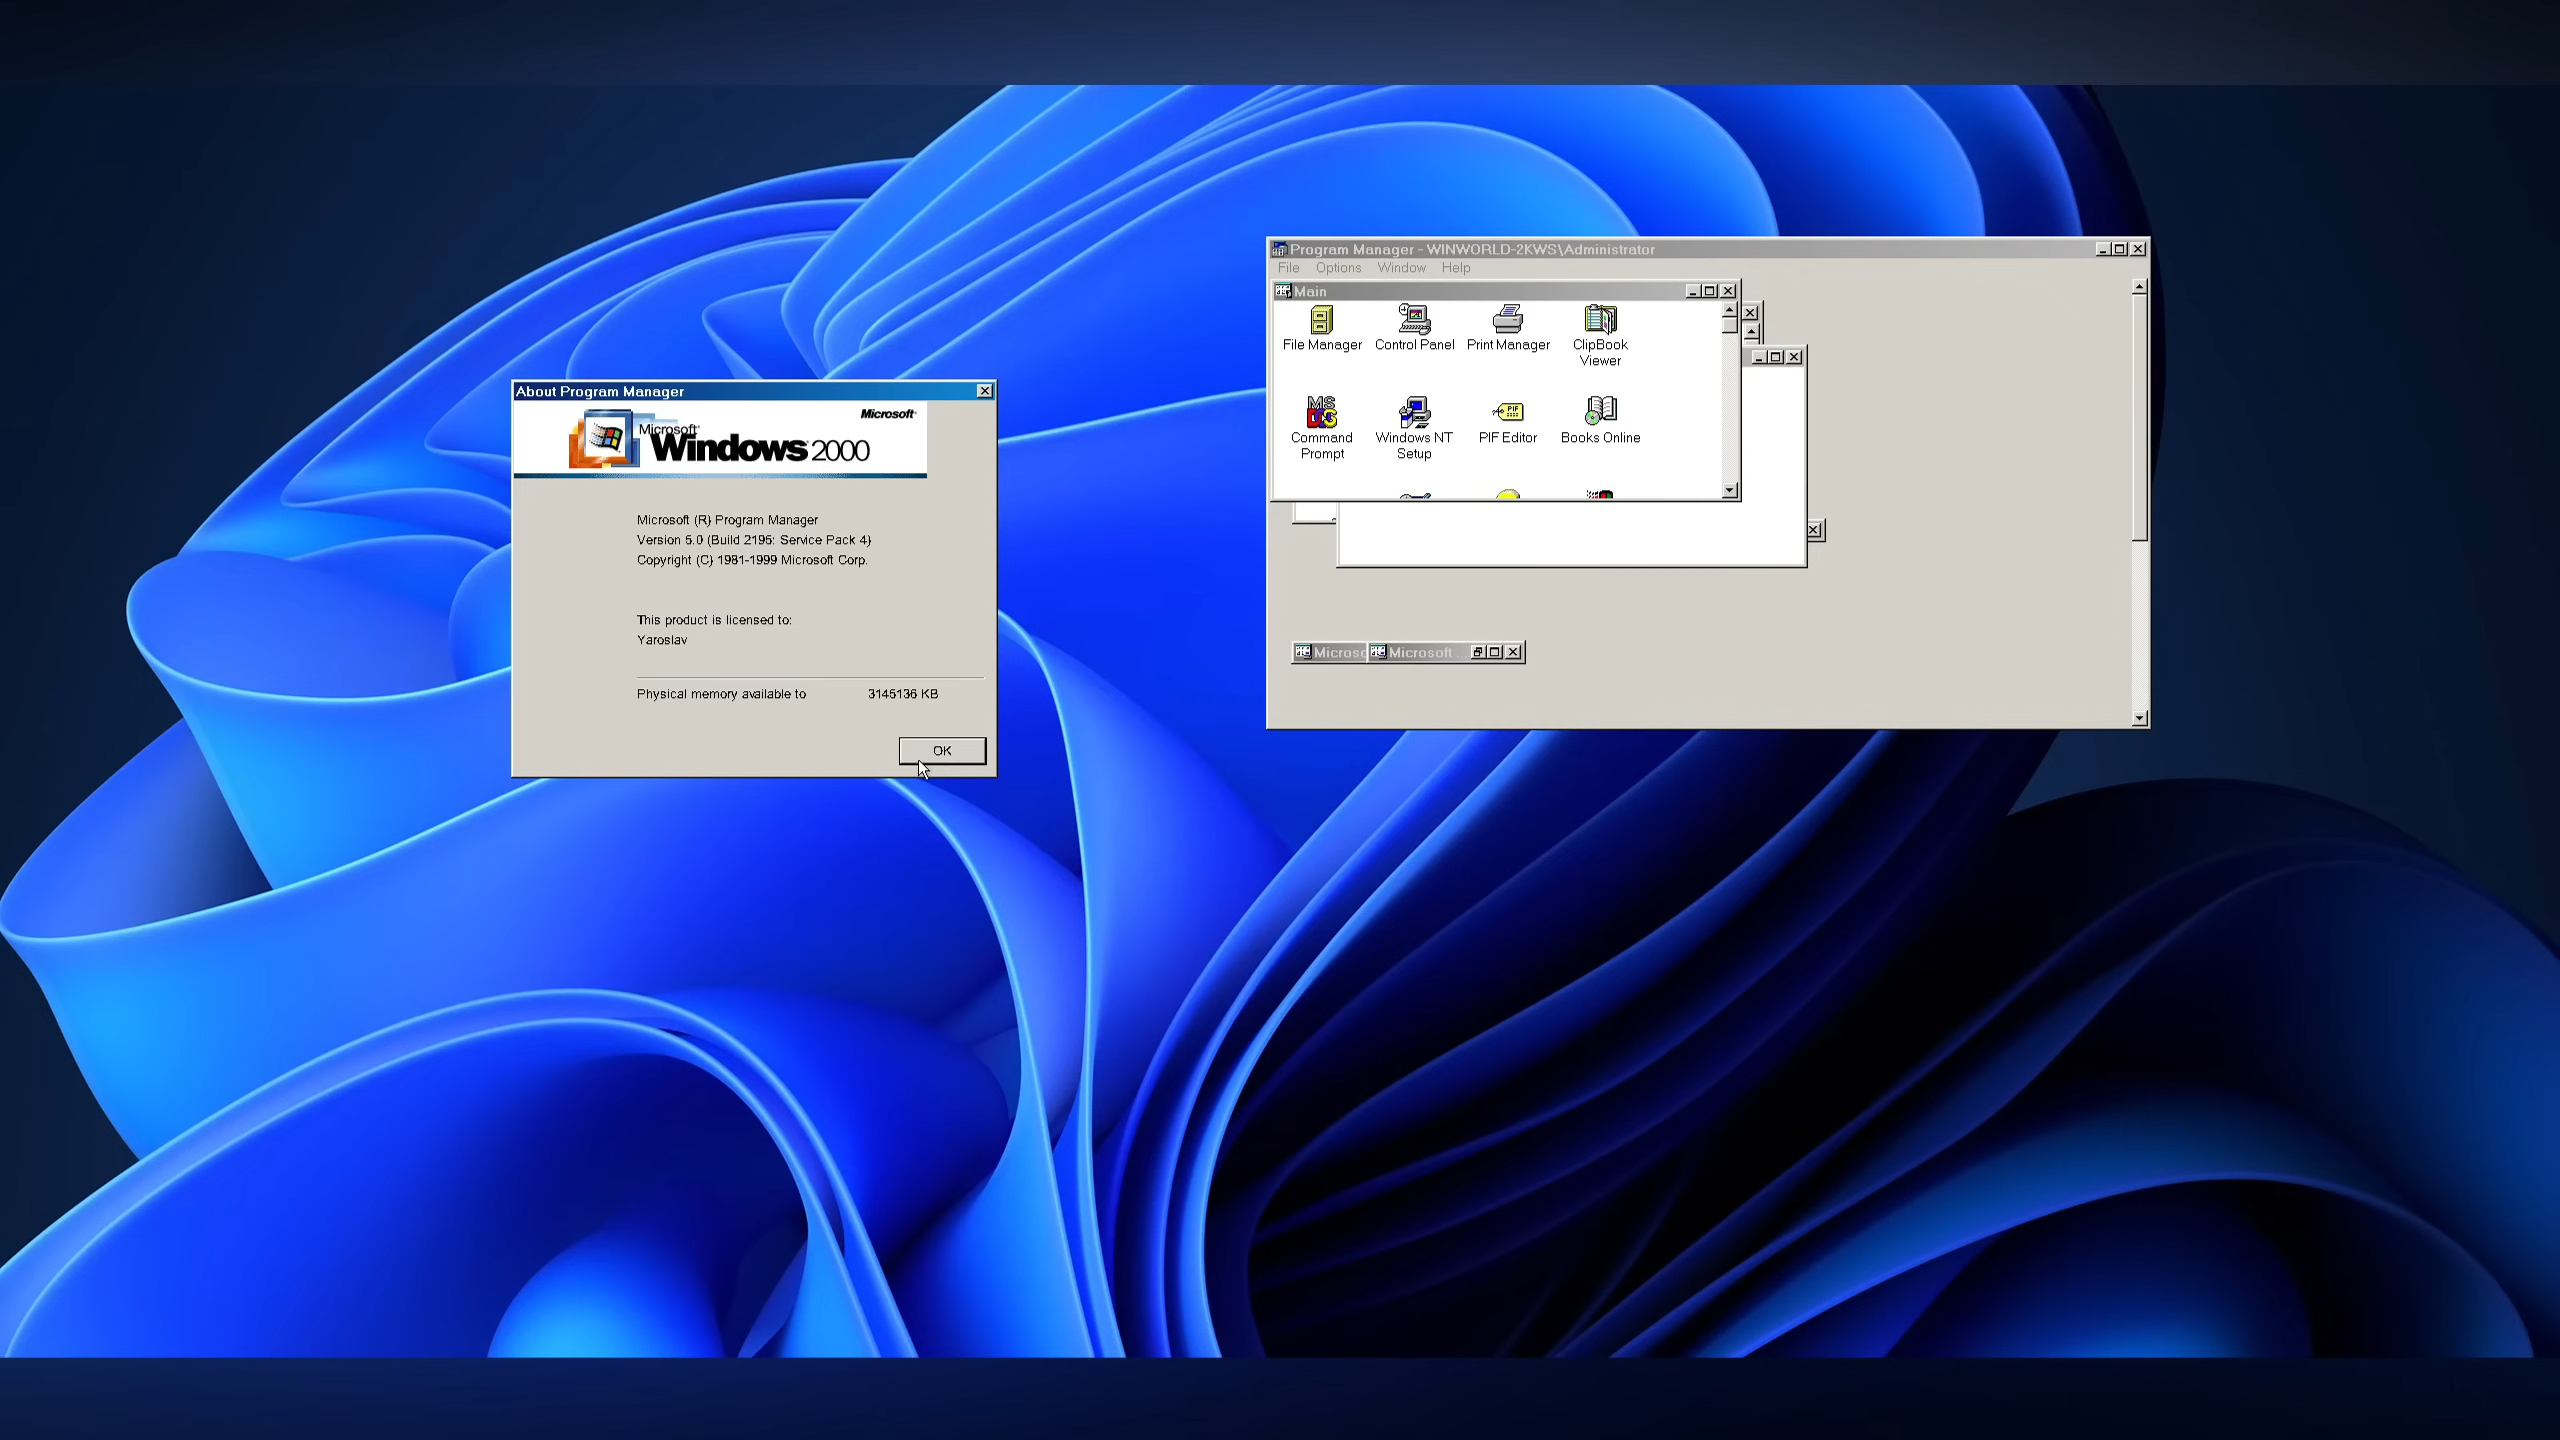 About Program Manager
Microsoft
Microsoft
Windows 2000
Microsoft (R) Program Manager
Version 5.0 (Build 2195: Service Pack 4)
Copyright (C) 1981-1999 Microsoft Corp.
This product is licensed to:
Yaroslav
Physical memory available to 3145136 KB
OK
Program Manager - WINWORLD-2KWS\Administrator
File Options Window Help
Main
File Manager Control Panel Print Manager ClipBook
Viewer
MS DOS PIF
Command Windows NT PIF Editor Books Online
Prompt Setup
Microsoft ...